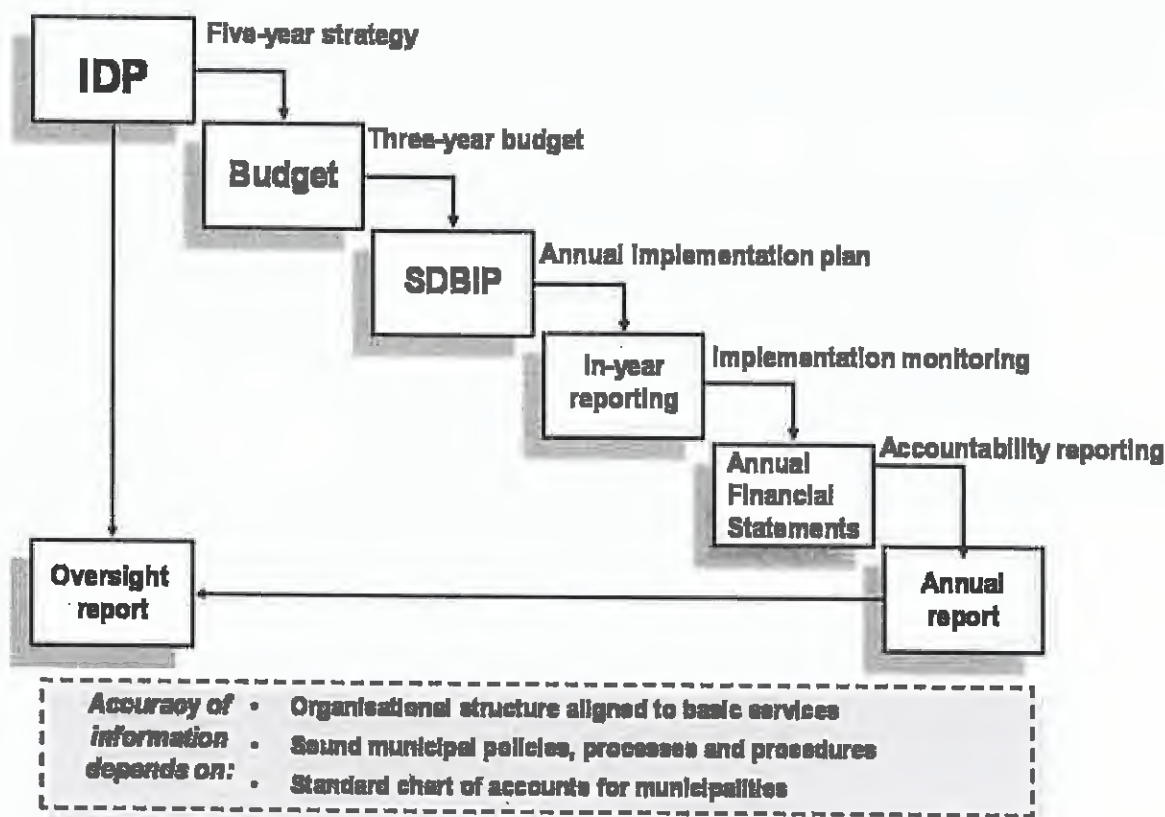 Five-year strategy
IDP
Three-year budget
Budget
Annual implementation plan
SDBIP
In-year
reporting
Implementation monitoring
Accountability reporting
Annual
Financial
Statements
Oversight
report
Annual
report
Accuracy of
information
depends on:
• Organisational structure aligned to basic services
• Sound municipal policies, processes and procedures
• Standard chart of accounts for municipalities